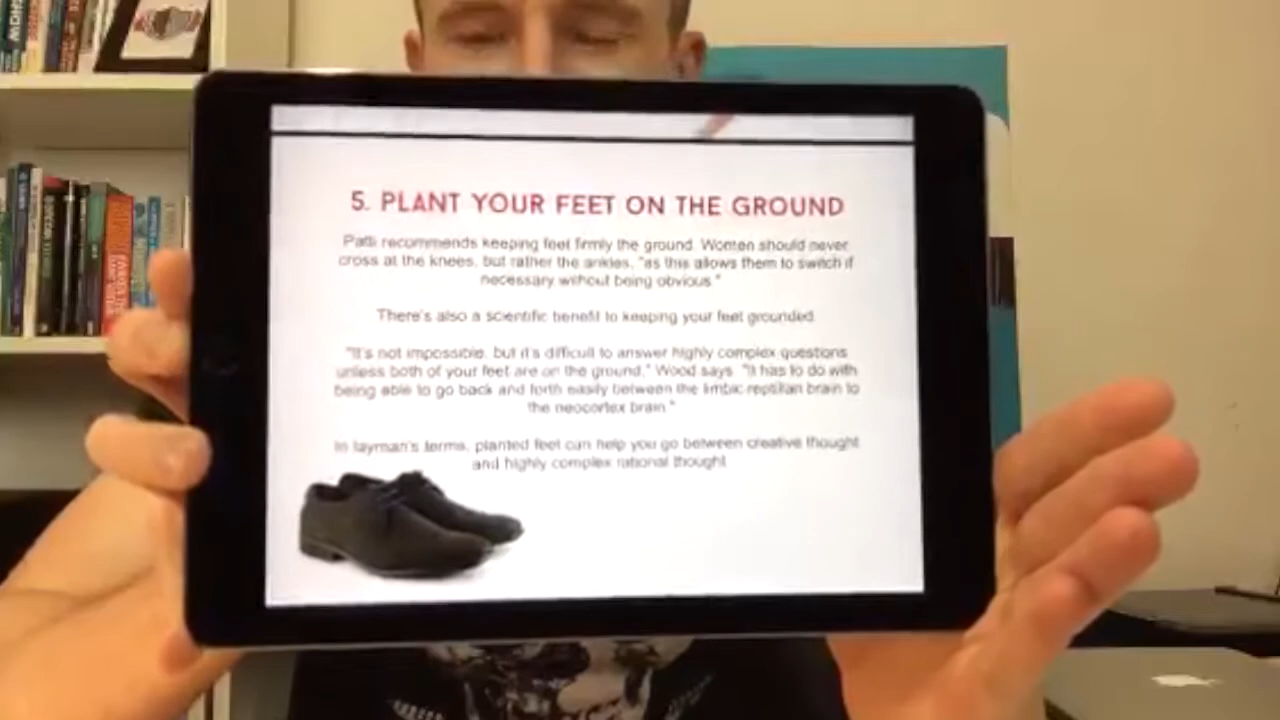 5. PLANT YOUR FEET ON THE GROUND
Patti recommends keeping feet firmly the ground. Women should never
cross at the knees, but rather the ankles, "as this allows them to switch if
necessary without being obvious."
There's also a scientific benefit to keeping your feet grounded.
"It's not impossible, but it's difficult to answer highly complex questions
unless both of your feet are on the ground," Wood says. "It has to do with
being able to go back and forth easily between the limbic reptilian brain to
the neocortex brain."
In layman's terms, planted feet can help you go between creative thought
and highly complex rational thought.